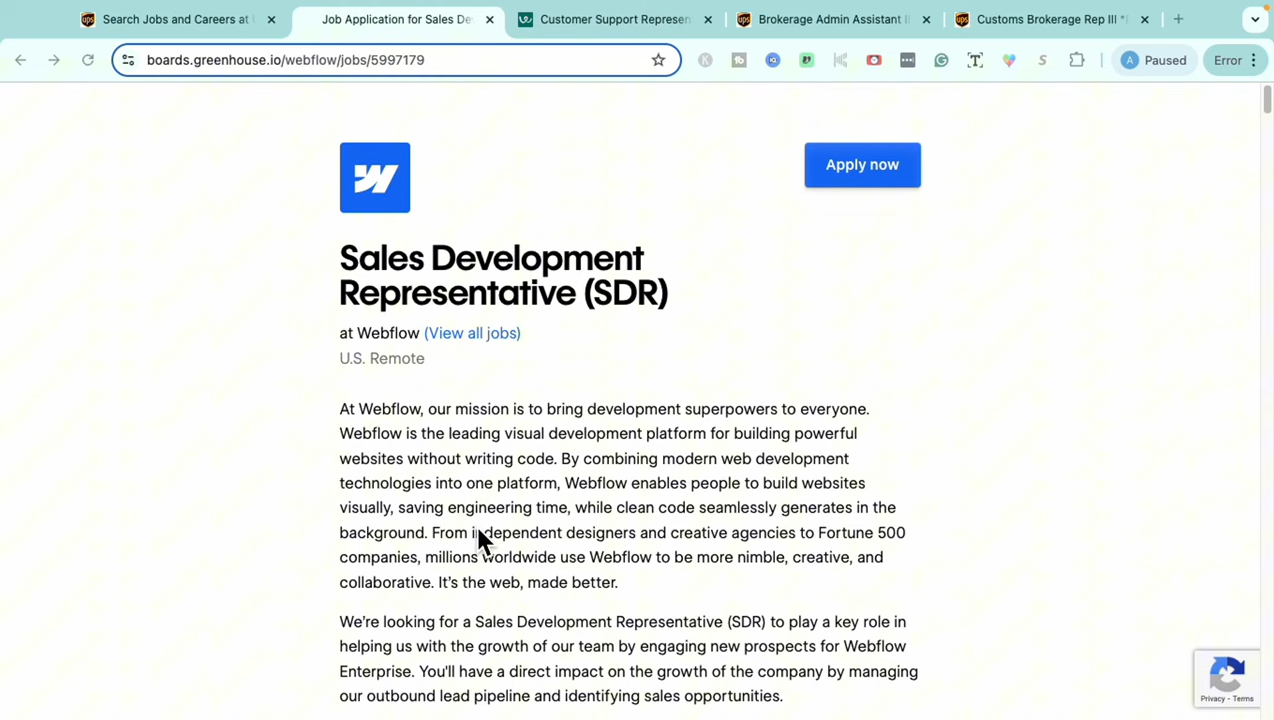 Search Jobs and Careers at
Job Application for Sales De
Customer Support Represen
Brokerage Admin Assistant I
Customs Brokerage Rep III *
boards.greenhouse.io/webflow/jobs/5997179
A Paused
Error
Apply now
Sales Development
Representative (SDR)
at Webflow (View all jobs)
U.S. Remote
At Webflow, our mission is to bring development superpowers to everyone.
Webflow is the leading visual development platform for building powerful
websites without writing code. By combining modern web development
technologies into one platform, Webflow enables people to build websites
visually, saving engineering time, while clean code seamlessly generates in the
background. From independent designers and creative agencies to Fortune 500
companies, millions worldwide use Webflow to be more nimble, creative, and
collaborative. It’s the web, made better.
We’re looking for a Sales Development Representative (SDR) to play a key role in
helping us with the growth of our team by engaging new prospects for Webflow
Enterprise. You'll have a direct impact on the growth of the company by managing
our outbound lead pipeline and identifying sales opportunities.
Privacy - Terms